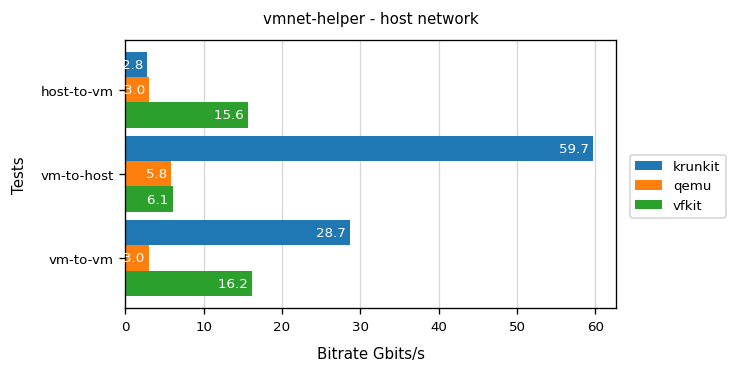 vmnet-helper - host network
Tests
host-to-vm
2.8
3.0
15.6
vm-to-host
59.7
5.8
6.1
vm-to-vm
28.7
3.0
16.2
0 10 20 30 40 50 60
Bitrate Gbits/s
krunkit
qemu
vfkit